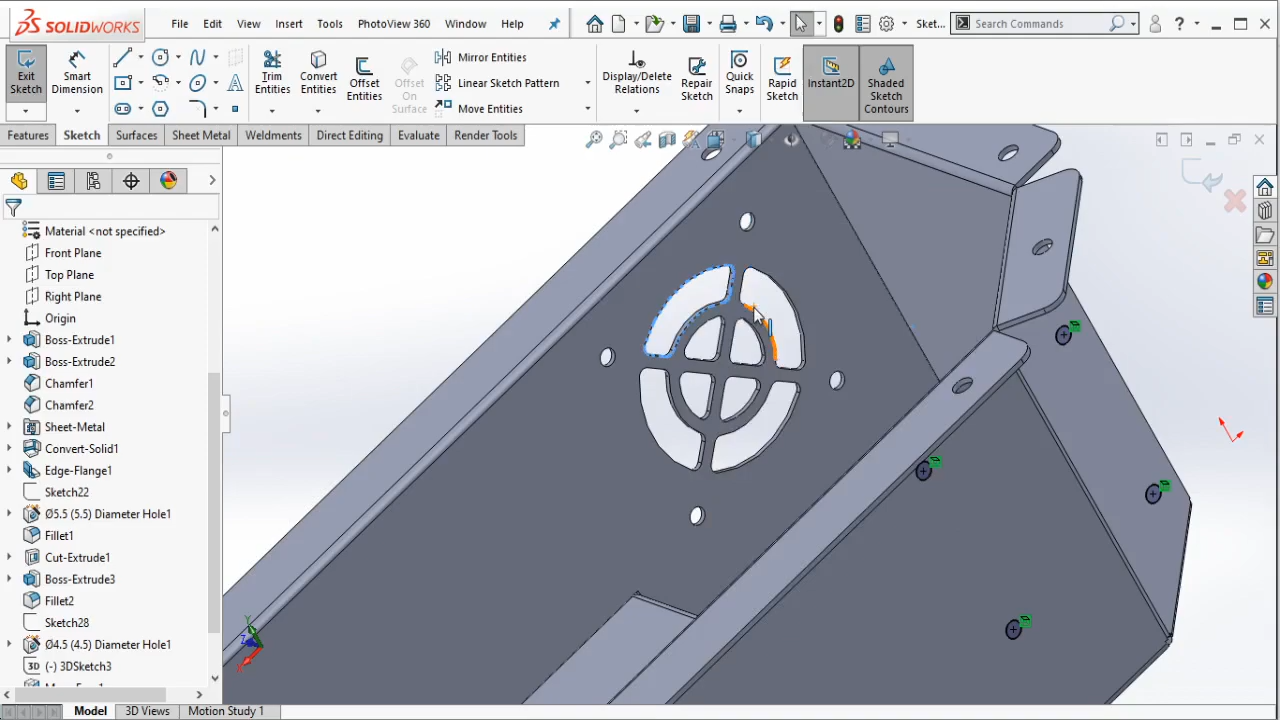 SOLIDWORKS File Edit View Insert Tools PhotoView 360 Window Help Sket... Search Commands ?
Exit Sketch Smart Dimension Trim Entities Convert Entities Offset Entities Offset On Surface Mirror Entities Linear Sketch Pattern Move Entities Display/Delete Relations Repair Sketch Quick Snaps Rapid Sketch Instant2D Shaded Sketch Contours
Features Sketch Surfaces Sheet Metal Weldments Direct Editing Evaluate Render Tools
Material <not specified>
Front Plane
Top Plane
Right Plane
Origin
Boss-Extrude1
Boss-Extrude2
Chamfer1
Chamfer2
Sheet-Metal
Convert-Solid1
Edge-Flange1
Sketch22
Ø5.5 (5.5) Diameter Hole1
Fillet1
Cut-Extrude1
Boss-Extrude3
Fillet2
Sketch28
Ø4.5 (4.5) Diameter Hole1
3D (-) 3DSketch3
Model 3D Views Motion Study 1